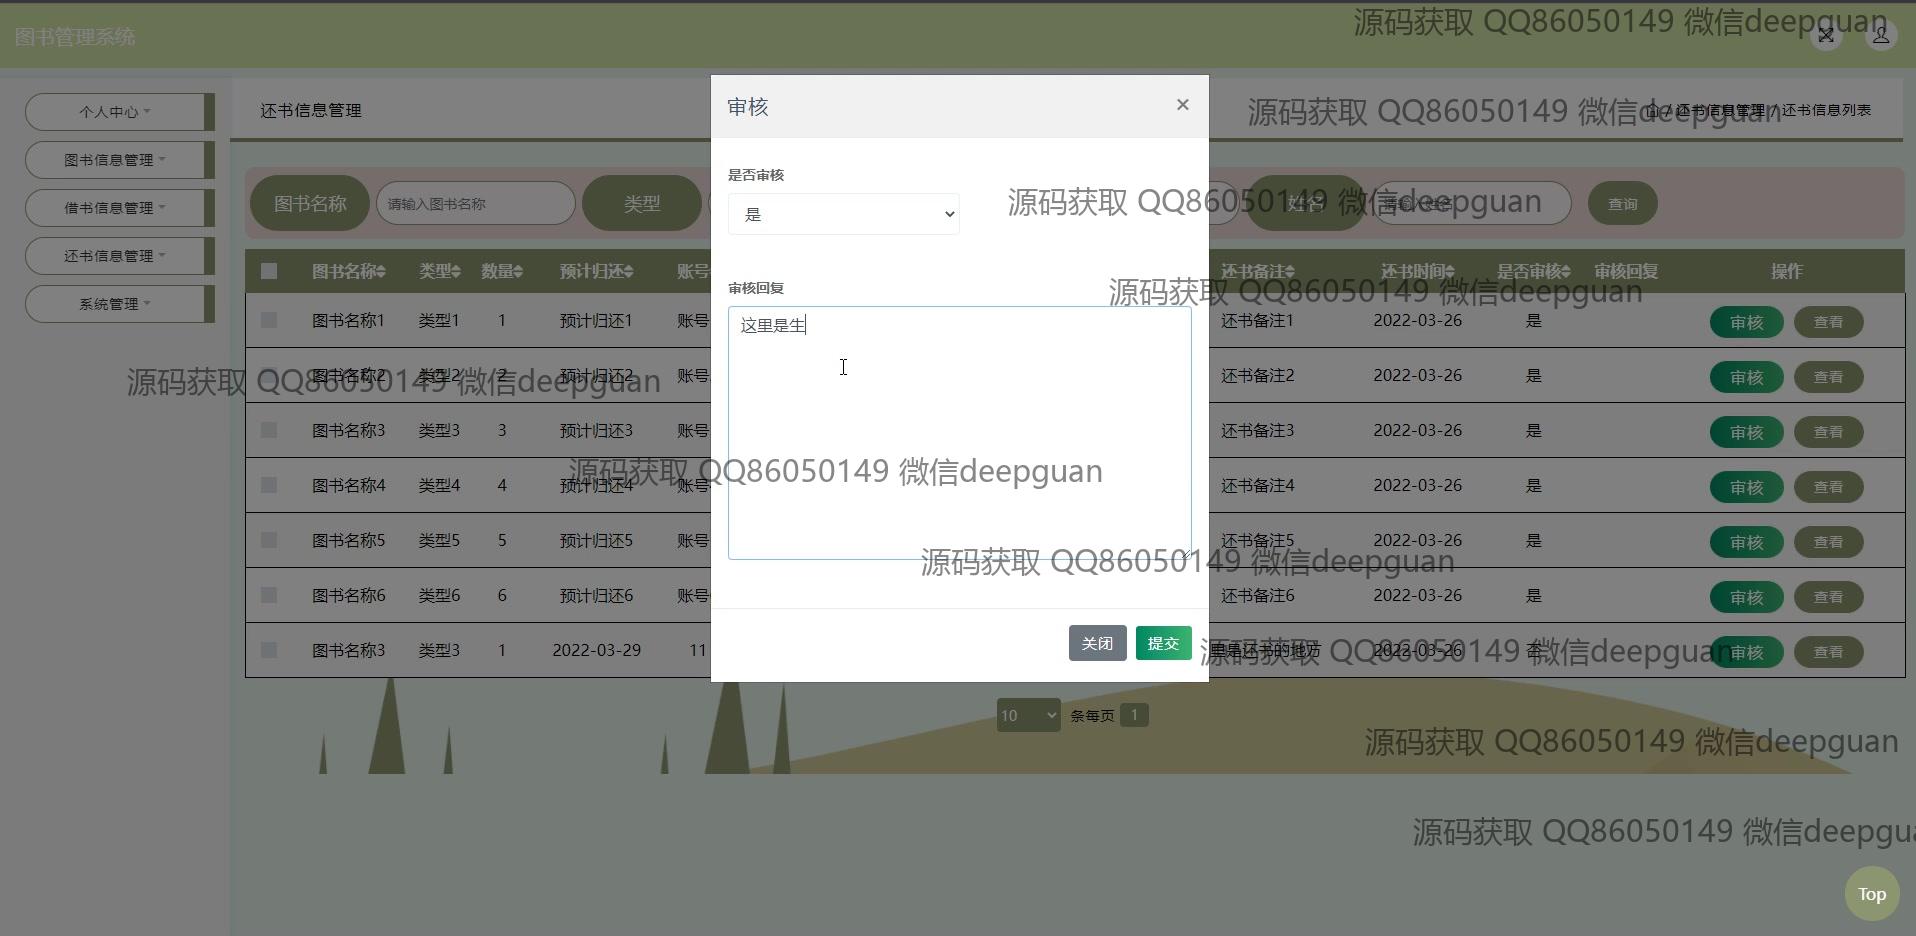 图书管理系统
源码获取 QQ86050149 微信deepguan
个人中心
图书信息管理
借书信息管理
还书信息管理
系统管理
还书信息管理
源码获取 QQ86050149 微信deepguan
/ 还书信息管理 / 还书信息列表
图书名称 请输入图书名称 类型
源码获取 QQ86050149 微信deepguan
姓名 请输入姓名 查询
审核 ×
是否审核
是
审核回复
这里是生
关闭 提交
图书名称 类型 数量 预计归还 账号 还书备注 还书时间 是否审核 审核回复 操作
源码获取 QQ86050149 微信deepguan
图书名称1 类型1 1 预计归还1 账号 还书备注1 2022-03-26 是 审核 查看
图书名称2 类型2 2 预计归还2 账号 还书备注2 2022-03-26 是 审核 查看
源码获取 QQ86050149 微信deepguan
图书名称3 类型3 3 预计归还3 账号 还书备注3 2022-03-26 是 审核 查看
图书名称4 类型4 4 预计归还4 账号 还书备注4 2022-03-26 是 审核 查看
源码获取 QQ86050149 微信deepguan
图书名称5 类型5 5 预计归还5 账号 还书备注5 2022-03-26 是 审核 查看
源码获取 QQ86050149 微信deepguan
图书名称6 类型6 6 预计归还6 账号 还书备注6 2022-03-26 是 审核 查看
图书名称3 类型3 1 2022-03-29 11 里是还书的地方 2022-03-26 否 审核 查看
源码获取 QQ86050149 微信deepguan
10 条每页 1
源码获取 QQ86050149 微信deepguan
源码获取 QQ86050149 微信deepgua
Top